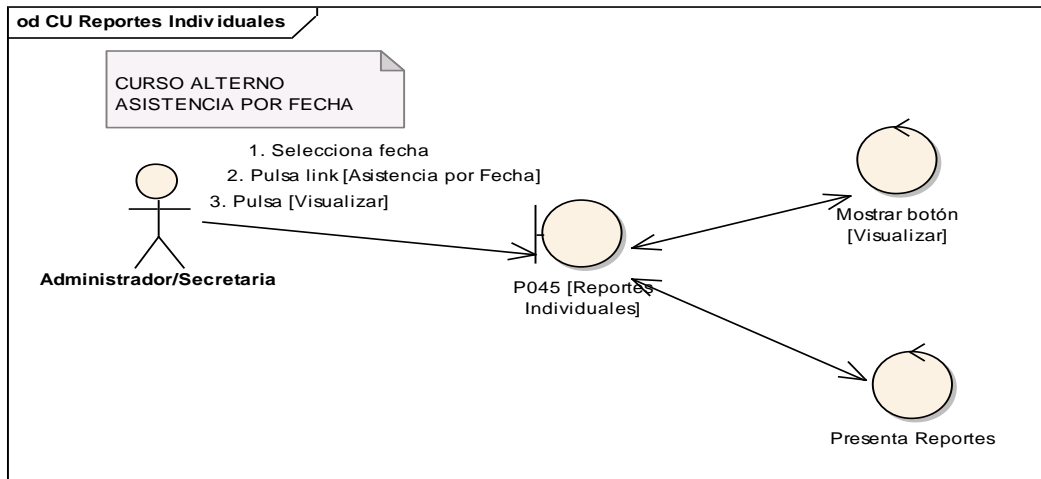 od CU Reportes Individuales
CURSO ALTERNO
ASISTENCIA POR FECHA
1. Selecciona fecha
2. Pulsa link [Asistencia por Fecha]
3. Pulsa [Visualizar]
Administrador/Secretaria
P045 [Reportes
Individuales]
Mostrar botón
[Visualizar]
Presenta Reportes